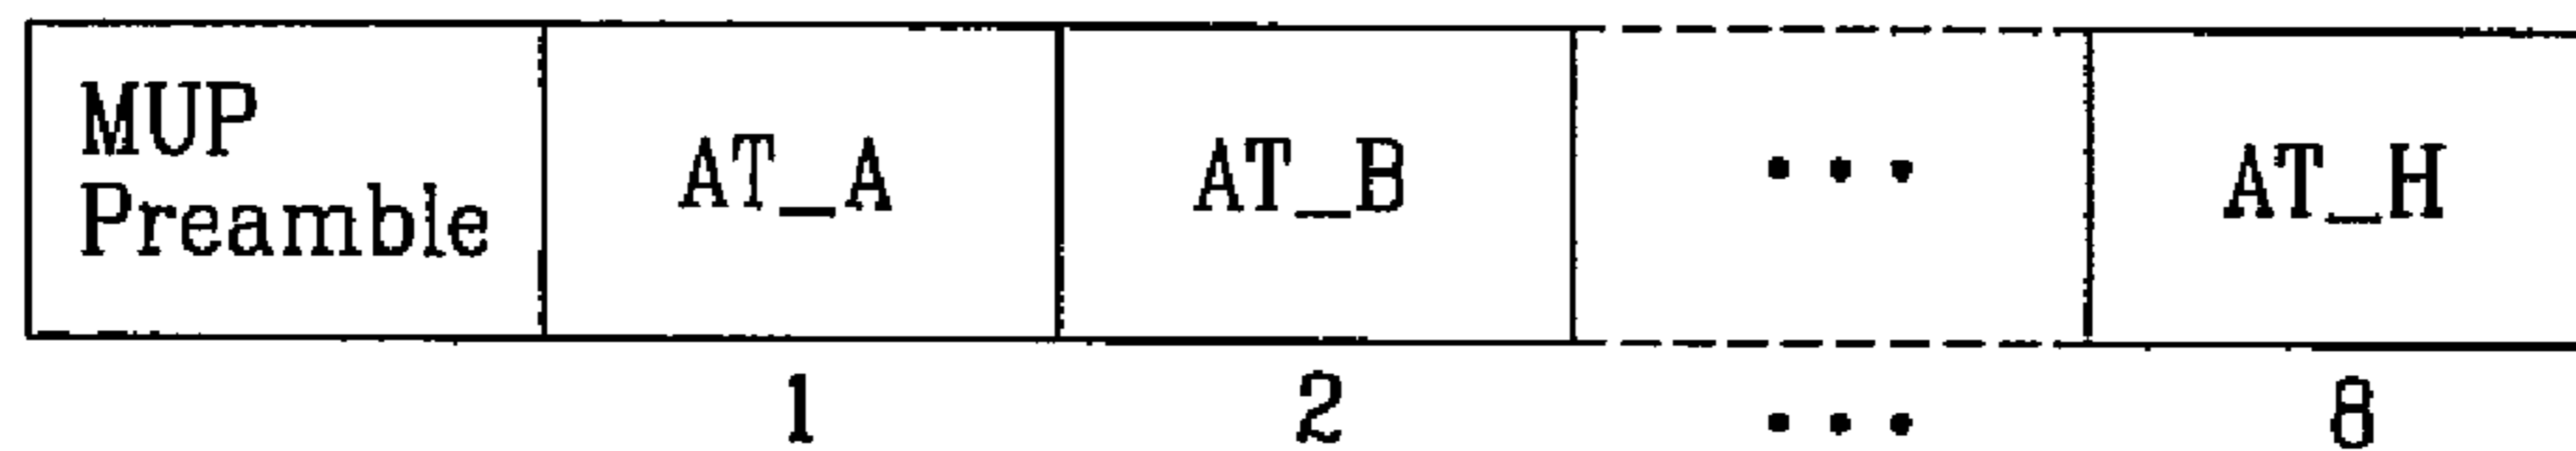 MUP
Preamble
AT_A
AT_B
...
AT_H
1
2
...
8